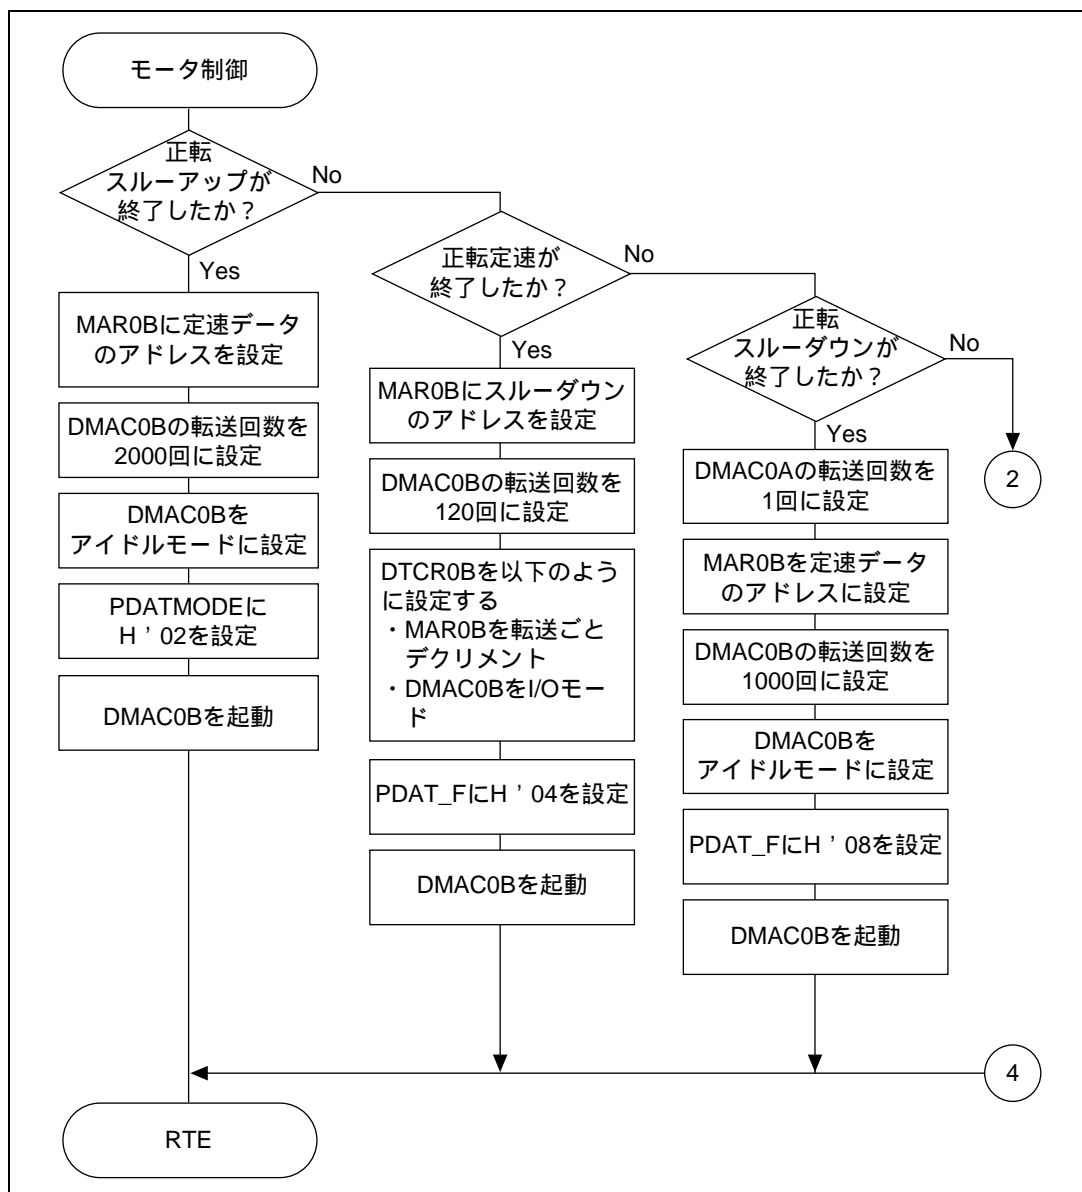 モータ制御
正転
スルーアップが
終了したか？
No
Yes
MAR0Bに定速データ
のアドレスを設定
DMAC0Bの転送回数を
2000回に設定
DMAC0Bを
アイドルモードに設定
PDATMODEに
H ' 02を設定
DMAC0Bを起動
正転定速が
終了したか？
No
Yes
MAR0Bにスルーダウン
のアドレスを設定
DMAC0Bの転送回数を
120回に設定
DTCR0Bを以下のよう
に設定する
・MAR0Bを転送ごと
デクリメント
・DMAC0BをI/Oモー
ド
PDAT_FにH ' 04を設定
DMAC0Bを起動
正転
スルーダウンが
終了したか？
No
Yes
2
DMAC0Aの転送回数を
1回に設定
MAR0Bを定速データ
のアドレスに設定
DMAC0Bの転送回数を
1000回に設定
DMAC0Bを
アイドルモードに設定
PDAT_FにH ' 08を設定
DMAC0Bを起動
4
RTE